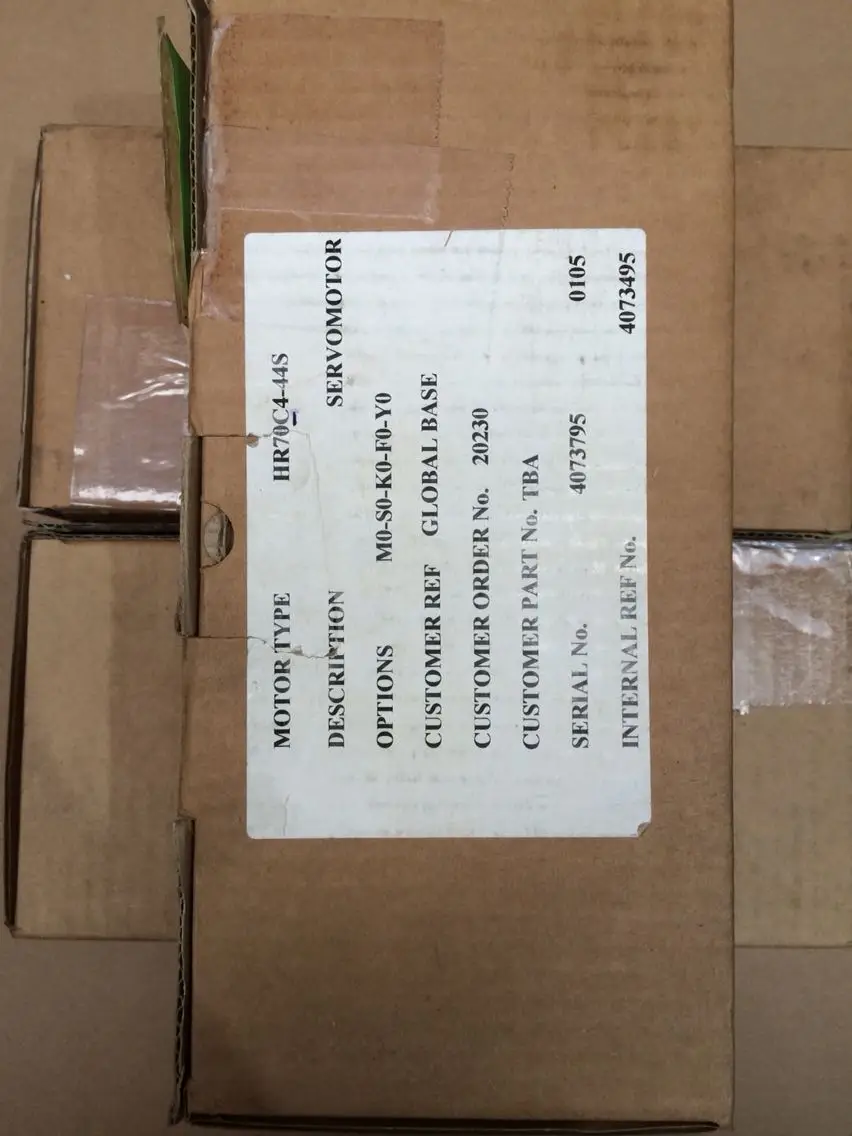 MOTOR TYPE HR70C4-44S
DESCRIPTION SERVOMOTOR
OPTIONS M0-S0-K0-F0-Y0
CUSTOMER REF GLOBAL BASE
CUSTOMER ORDER No. 20230
CUSTOMER PART No. TBA
SERIAL No. 4073795 0105
INTERNAL REF No. 4073495